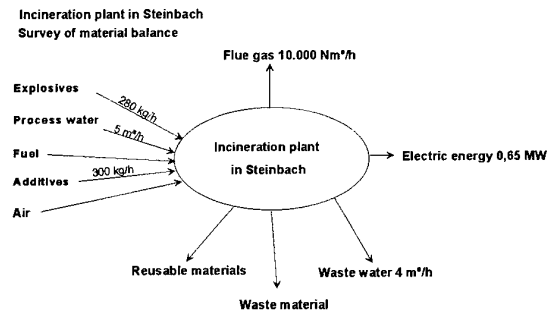 Incineration plant in Steinbach
Survey of material balance
Flue gas 10.000 Nm³/h
Explosives
280 kg/h
Process water
5 m³/h
Fuel
Additives
300 kg/h
Air
Incineration plant
in Steinbach
Electric energy 0,65 MW
Reusable materials
Waste water 4 m³/h
Waste material